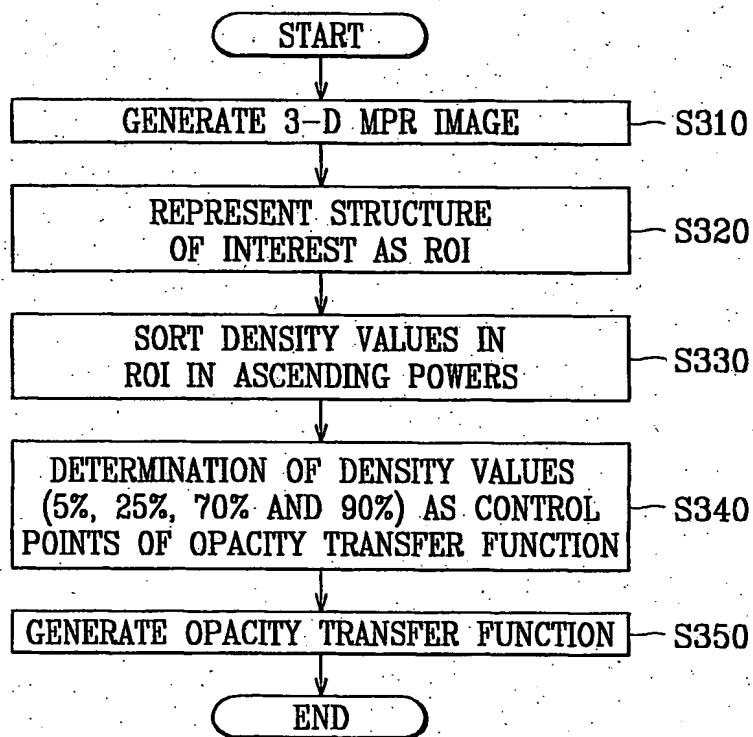 START
GENERATE 3-D MPR IMAGE
S310
REPRESENT STRUCTURE
OF INTEREST AS ROI
S320
SORT DENSITY VALUES IN
ROI IN ASCENDING POWERS
S330
DETERMINATION OF DENSITY VALUES
(5%, 25%, 70% AND 90%) AS CONTROL
POINTS OF OPACITY TRANSFER FUNCTION
S340
GENERATE OPACITY TRANSFER FUNCTION
S350
END